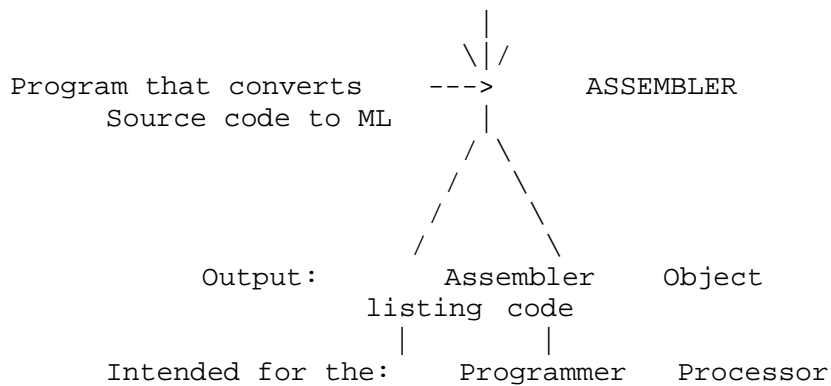 |
\|/
Program that converts ---> ASSEMBLER
Source code to ML |
/ \
/ \
/ \
/ \
Output: Assembler Object
listing code
| |
Intended for the: Programmer Processor